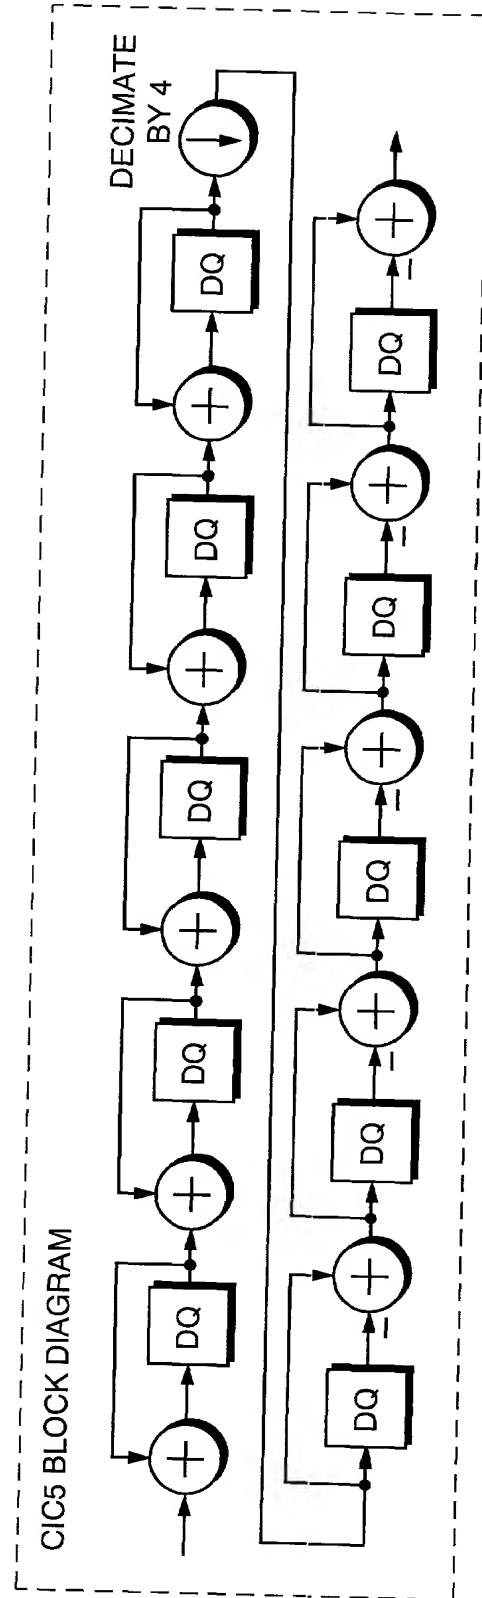 CIC5 BLOCK DIAGRAM
DECIMATE
BY 4
+
DQ
+
DQ
+
DQ
+
DQ
+
DQ
DQ
+
–
DQ
+
–
DQ
+
–
DQ
+
–
DQ
+
–